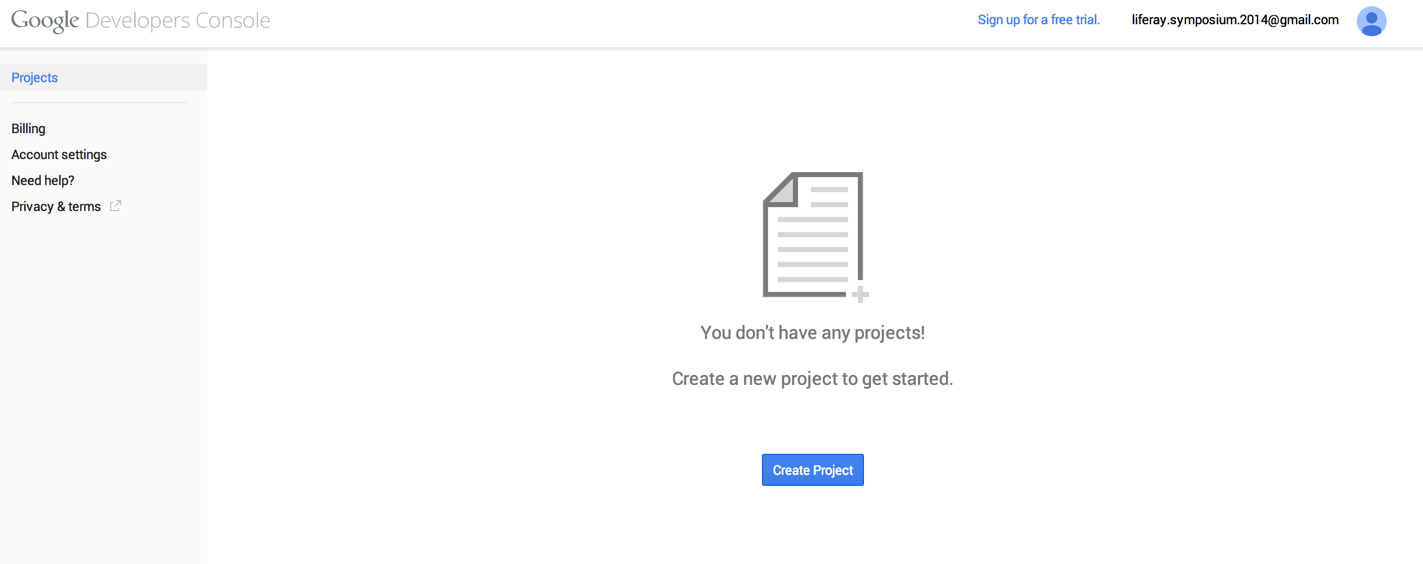 Google Developers Console
Sign up for a free trial.
liferay.symposium.2014@gmail.com
Projects
Billing
Account settings
Need help?
Privacy & terms
You don't have any projects!
Create a new project to get started.
Create Project